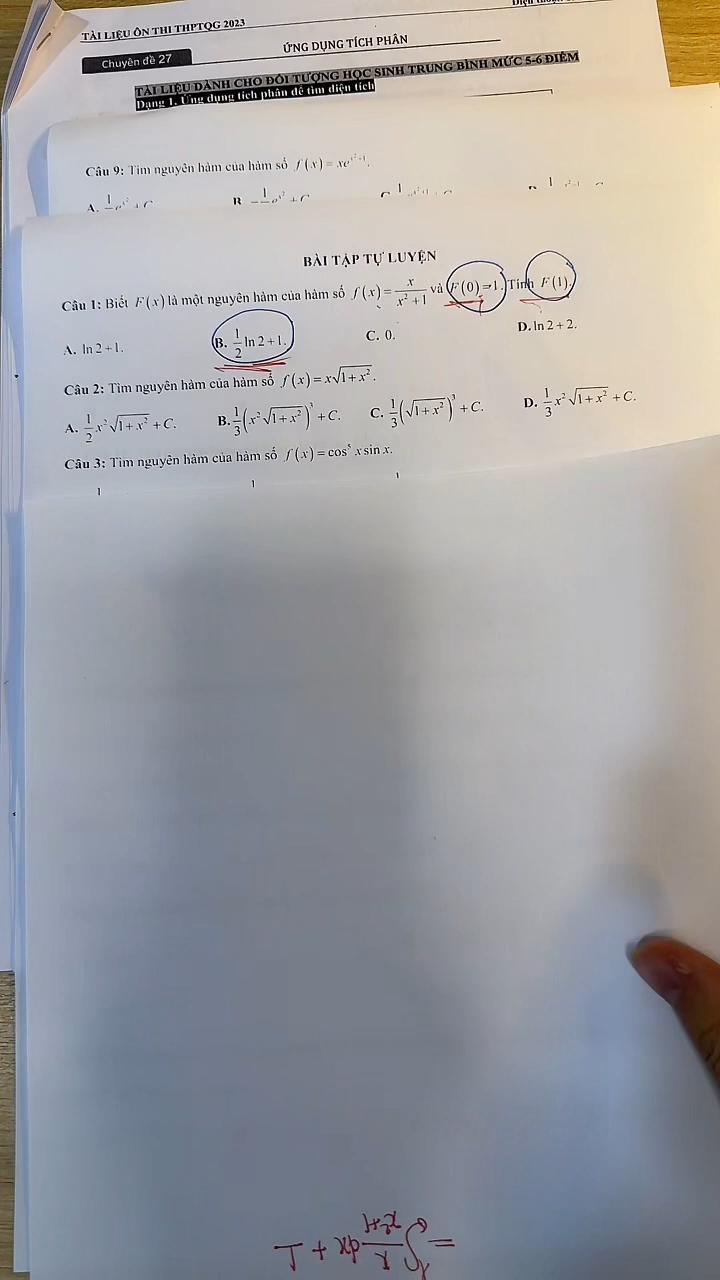 TÀI LIỆU ÔN THI THPTQG 2023
Chuyên đề 27
ỨNG DỤNG TÍCH PHÂN
TÀI LIỆU DÀNH CHO ĐỐI TƯỢNG HỌC SINH TRUNG BÌNH MỨC 5-6 ĐIỂM
Dạng 1. Ứng dụng tích phân để tìm diện tích
Câu 9: Tìm nguyên hàm của hàm số f(x) = xe^{x²+1}.
BÀI TẬP TỰ LUYỆN
Câu 1: Biết F(x) là một nguyên hàm của hàm số f(x) = x/(x²+1) và F(0) = 1. Tính F(1).
A. ln 2 + 1. B. 1/2 ln 2 + 1. C. 0. D. ln 2 + 2.
Câu 2: Tìm nguyên hàm của hàm số f(x) = x√(1+x²).
A. 1/2 x²√(1+x²) + C. B. 1/3 (x²√(1+x²))³ + C. C. 1/3 (√(1+x²))³ + C. D. 1/3 x²√(1+x²) + C.
Câu 3: Tìm nguyên hàm của hàm số f(x) = cos⁵ x sin x.
= ∫₀¹ x/(x²+1) dx + 1